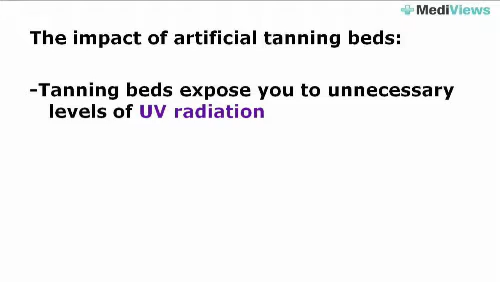 MediViews
The impact of artificial tanning beds:
-Tanning beds expose you to unnecessary
levels of UV radiation